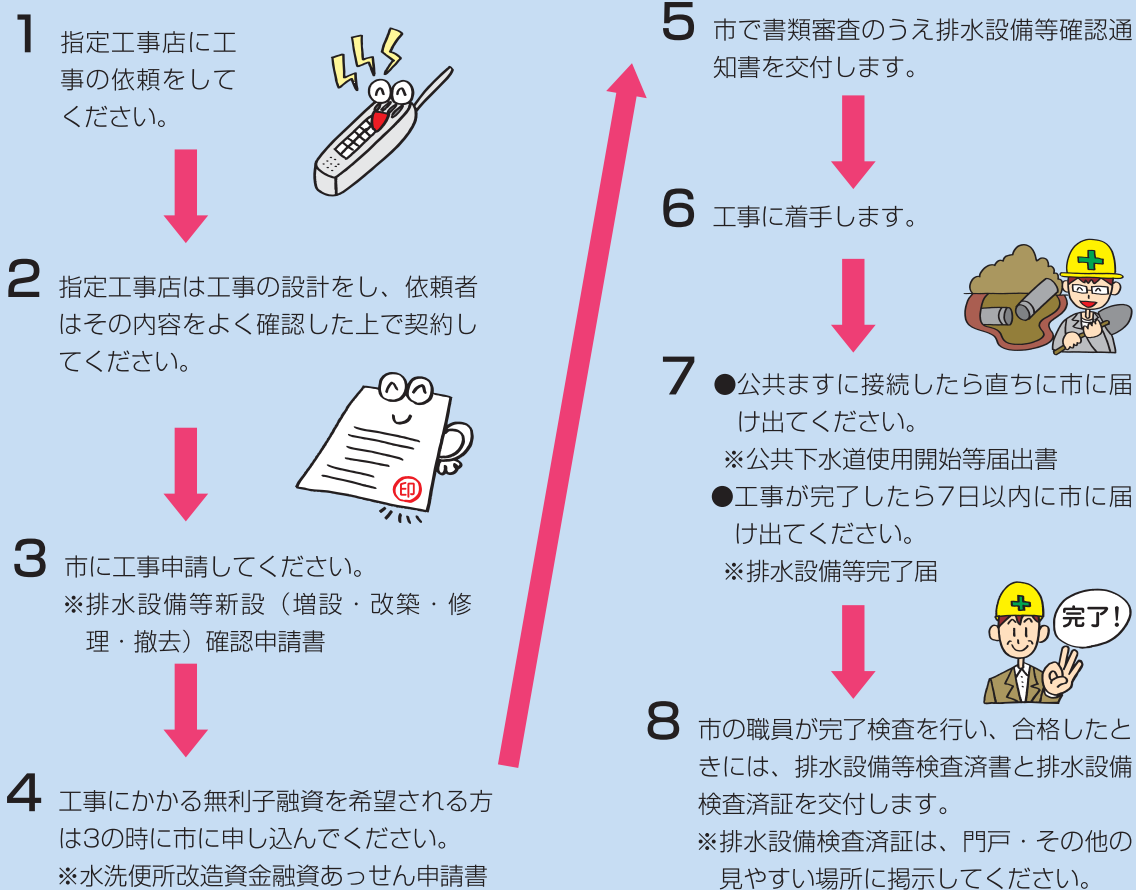 1 指定工事店に工
事の依頼をして
ください。
2 指定工事店は工事の設計をし、依頼者
はその内容をよく確認した上で契約し
てください。
印
3 市に工事申請してください。
※排水設備等新設（増設・改築・修
理・撤去）確認申請書
4 工事にかかる無利子融資を希望される方
は3の時に市に申し込んでください。
※水洗便所改造資金融資あっせん申請書
5 市で書類審査のうえ排水設備等確認通
知書を交付します。
6 工事に着手します。
7 ●公共ますに接続したら直ちに市に届
け出てください。
※公共下水道使用開始等届出書
●工事が完了したら7日以内に市に届
け出てください。
※排水設備等完了届
完了!
8 市の職員が完了検査を行い、合格したと
きには、排水設備等検査済書と排水設備
検査済証を交付します。
※排水設備検査済証は、門戸・その他の
見やすい場所に掲示してください。